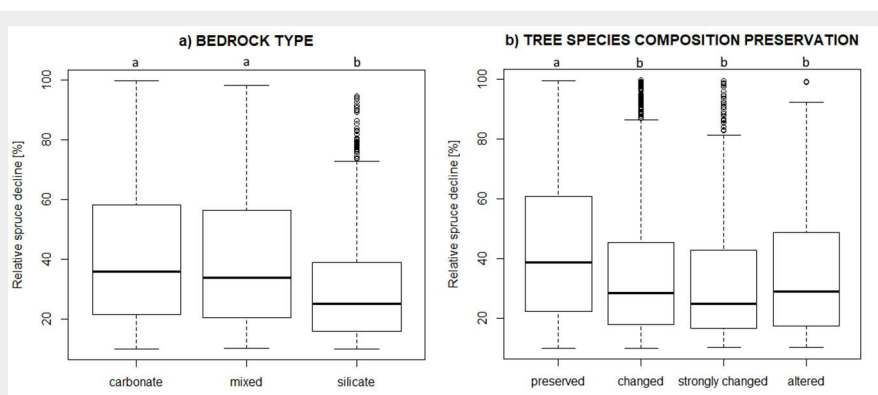 a) BEDROCK TYPE
a a b
Relative spruce decline [%]
100
80
60
40
20
carbonate mixed silicate
b) TREE SPECIES COMPOSITION PRESERVATION
a b b b
Relative spruce decline [%]
100
80
60
40
20
preserved changed strongly changed altered